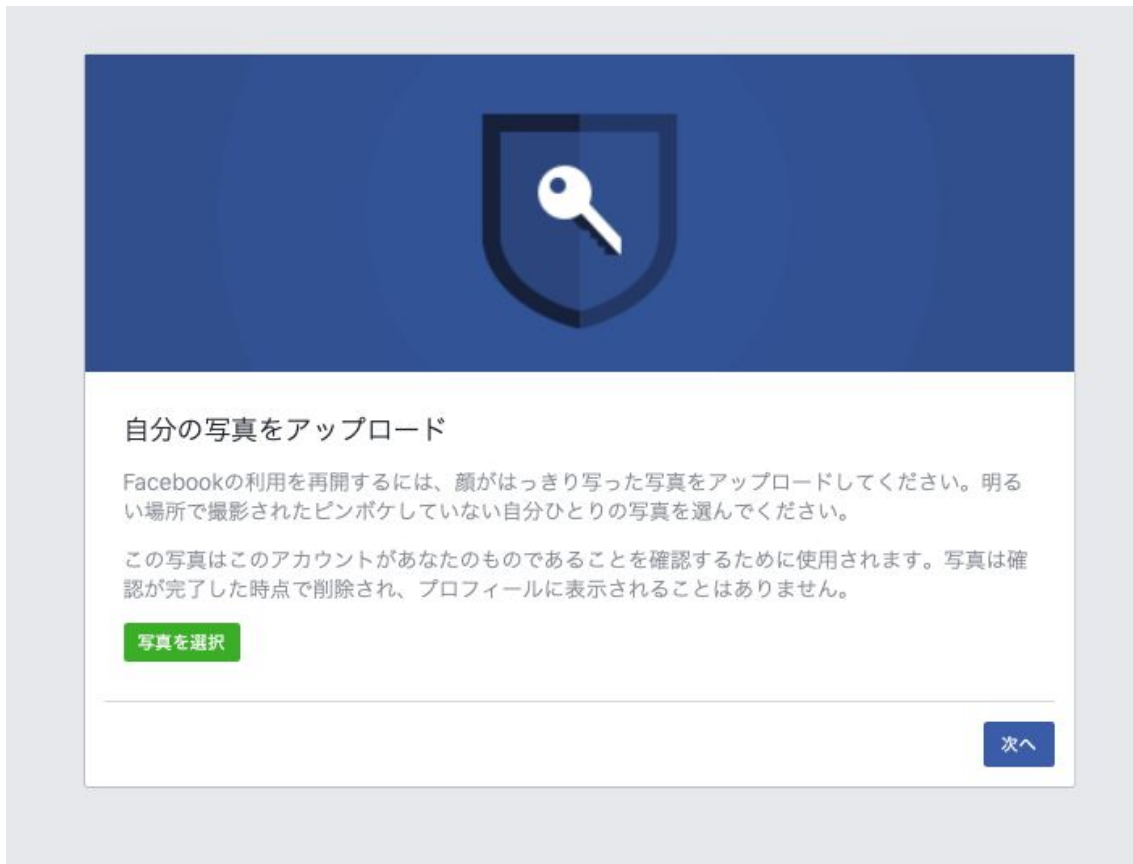 自分の写真をアップロード
Facebookの利用を再開するには、顔がはっきり写った写真をアップロードしてください。明る
い場所で撮影されたピンボケしていない自分ひとりの写真を選んでください。
この写真はこのアカウントがあなたのものであることを確認するために使用されます。写真は確
認が完了した時点で削除され、プロフィールに表示されることはありません。
写真を選択
次へ